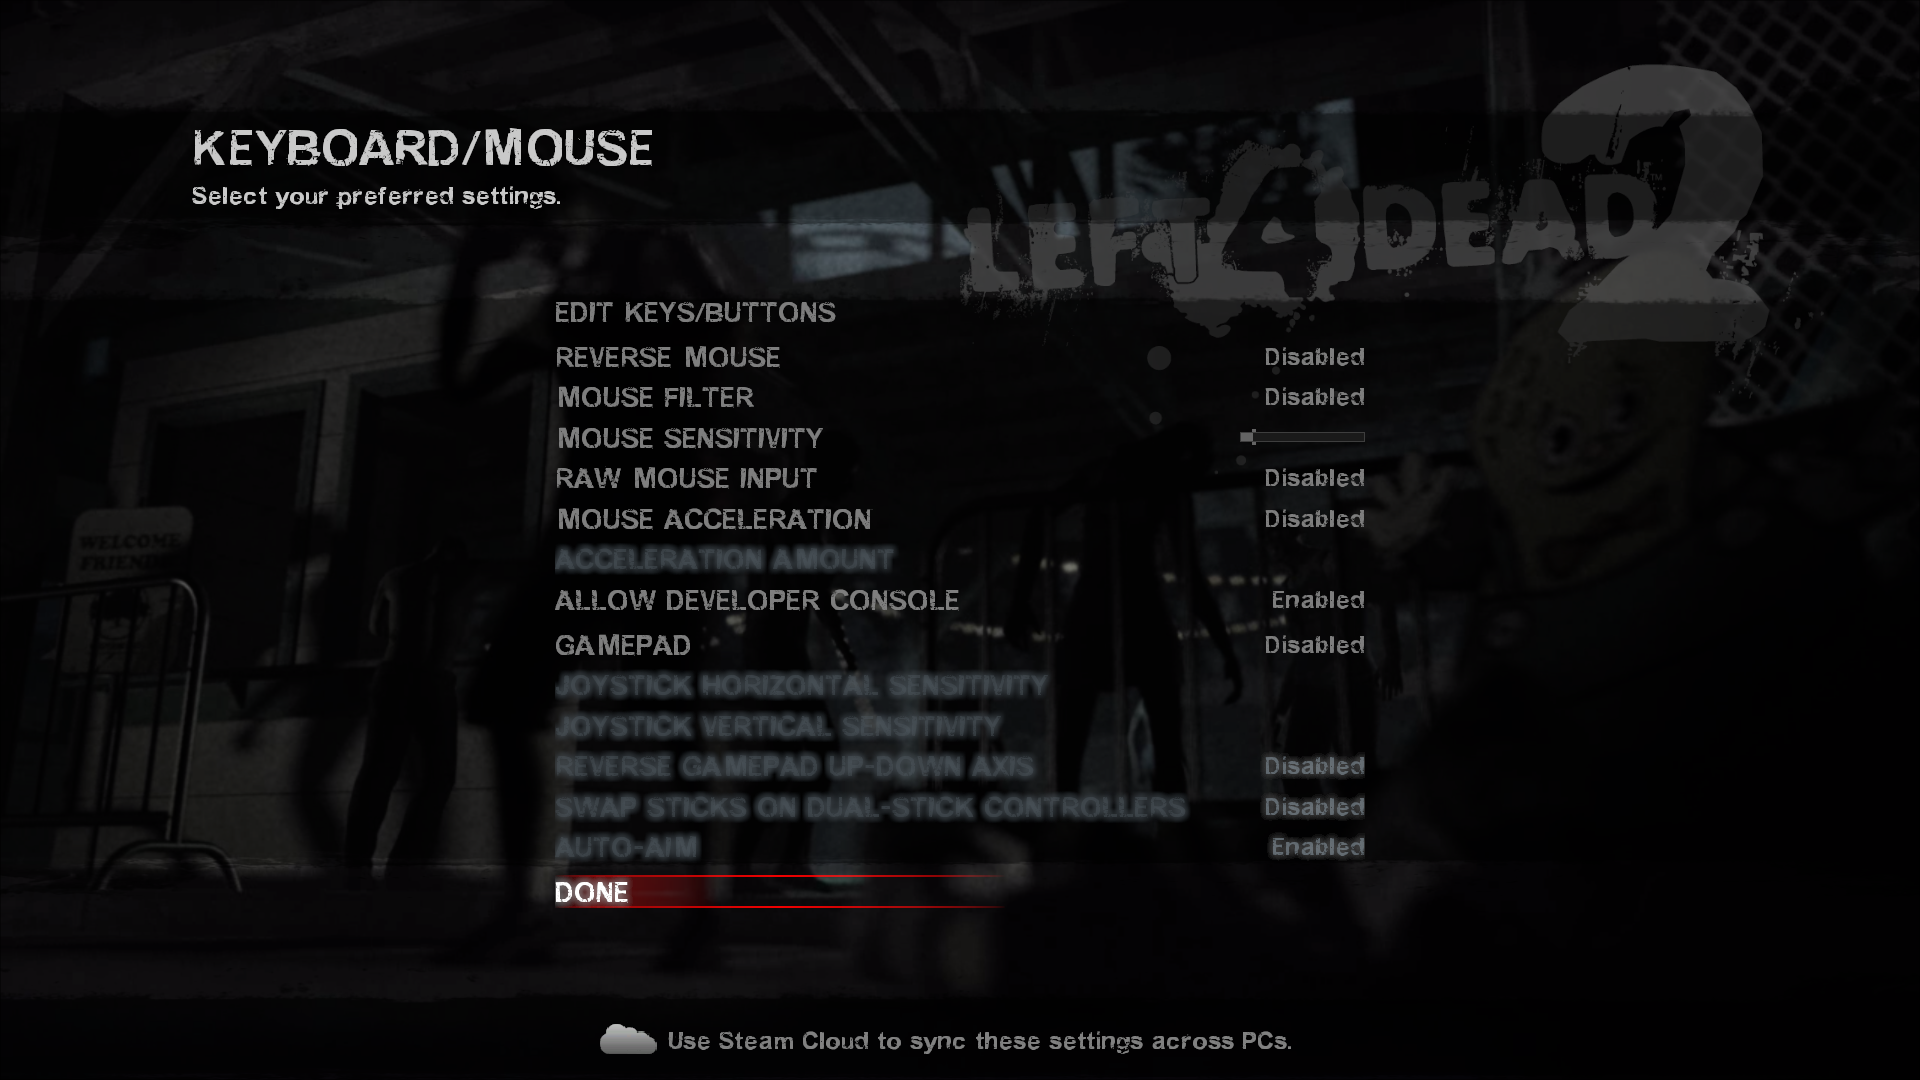 KEYBOARD/MOUSE
Select your preferred settings.
LEFT 4 DEAD 2™
EDIT KEYS/BUTTONS
REVERSE MOUSE Disabled
MOUSE FILTER Disabled
MOUSE SENSITIVITY
RAW MOUSE INPUT Disabled
MOUSE ACCELERATION Disabled
WELCOME
FRIENDS
ACCELERATION AMOUNT
ALLOW DEVELOPER CONSOLE Enabled
GAMEPAD Disabled
JOYSTICK HORIZONTAL SENSITIVITY
JOYSTICK VERTICAL SENSITIVITY
REVERSE GAMEPAD UP-DOWN AXIS Disabled
SWAP STICKS ON DUAL-STICK CONTROLLERS Disabled
AUTO-AIM Enabled
DONE
Use Steam Cloud to sync these settings across PCs.